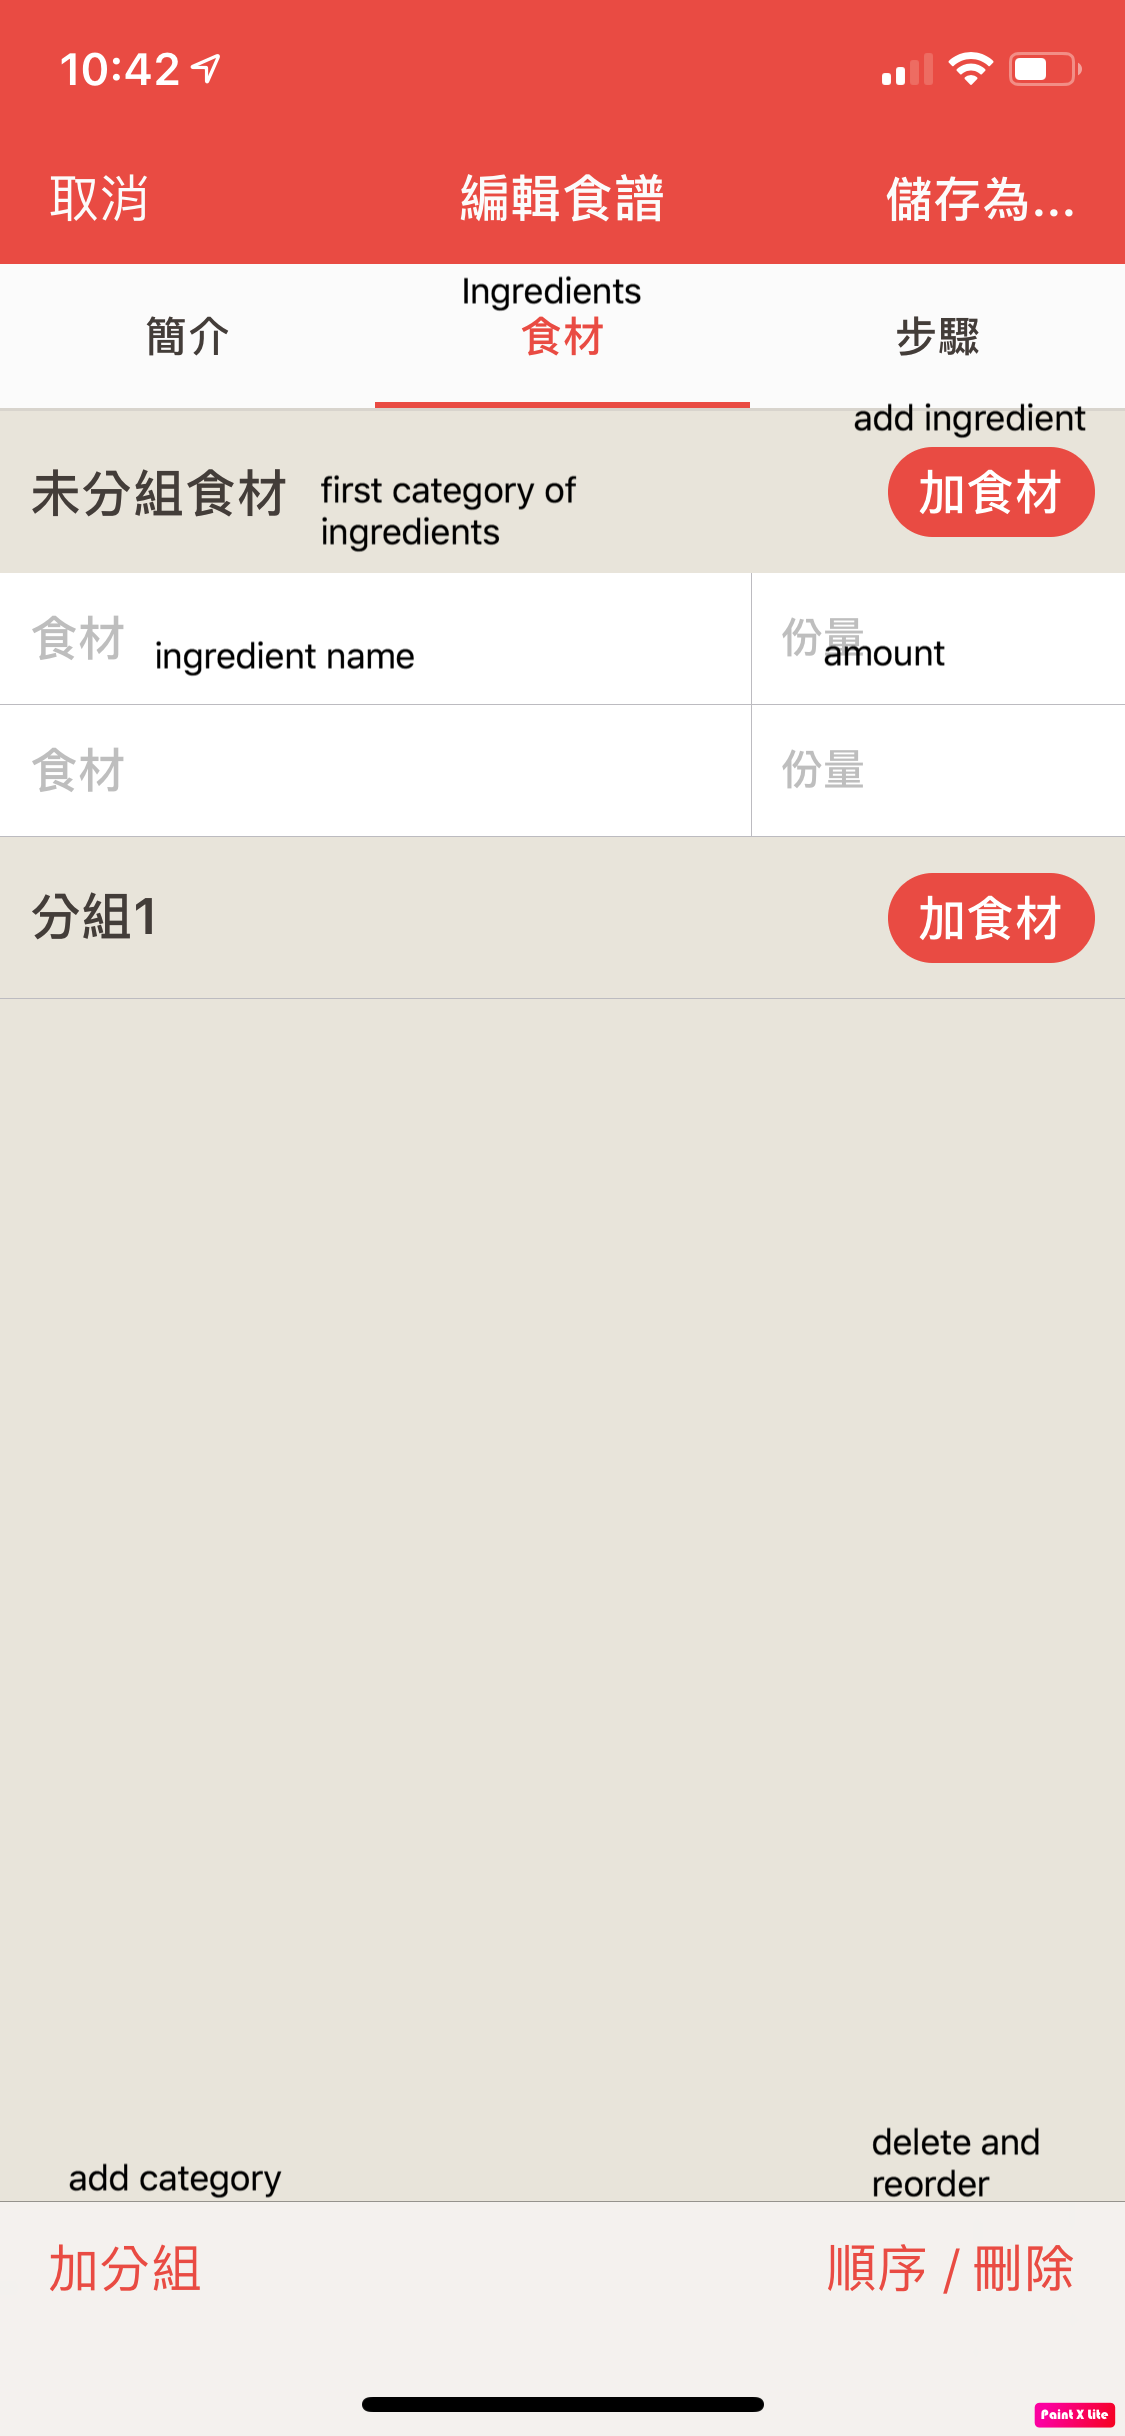 10:42
取消 編輯食譜 儲存為...
Ingredients
簡介 食材 步驟
add ingredient
未分組食材 first category of ingredients 加食材
食材 ingredient name 份量 amount
食材 份量
分組1 加食材
add category
delete and
reorder
加分組 順序 / 刪除
Paint X Lite